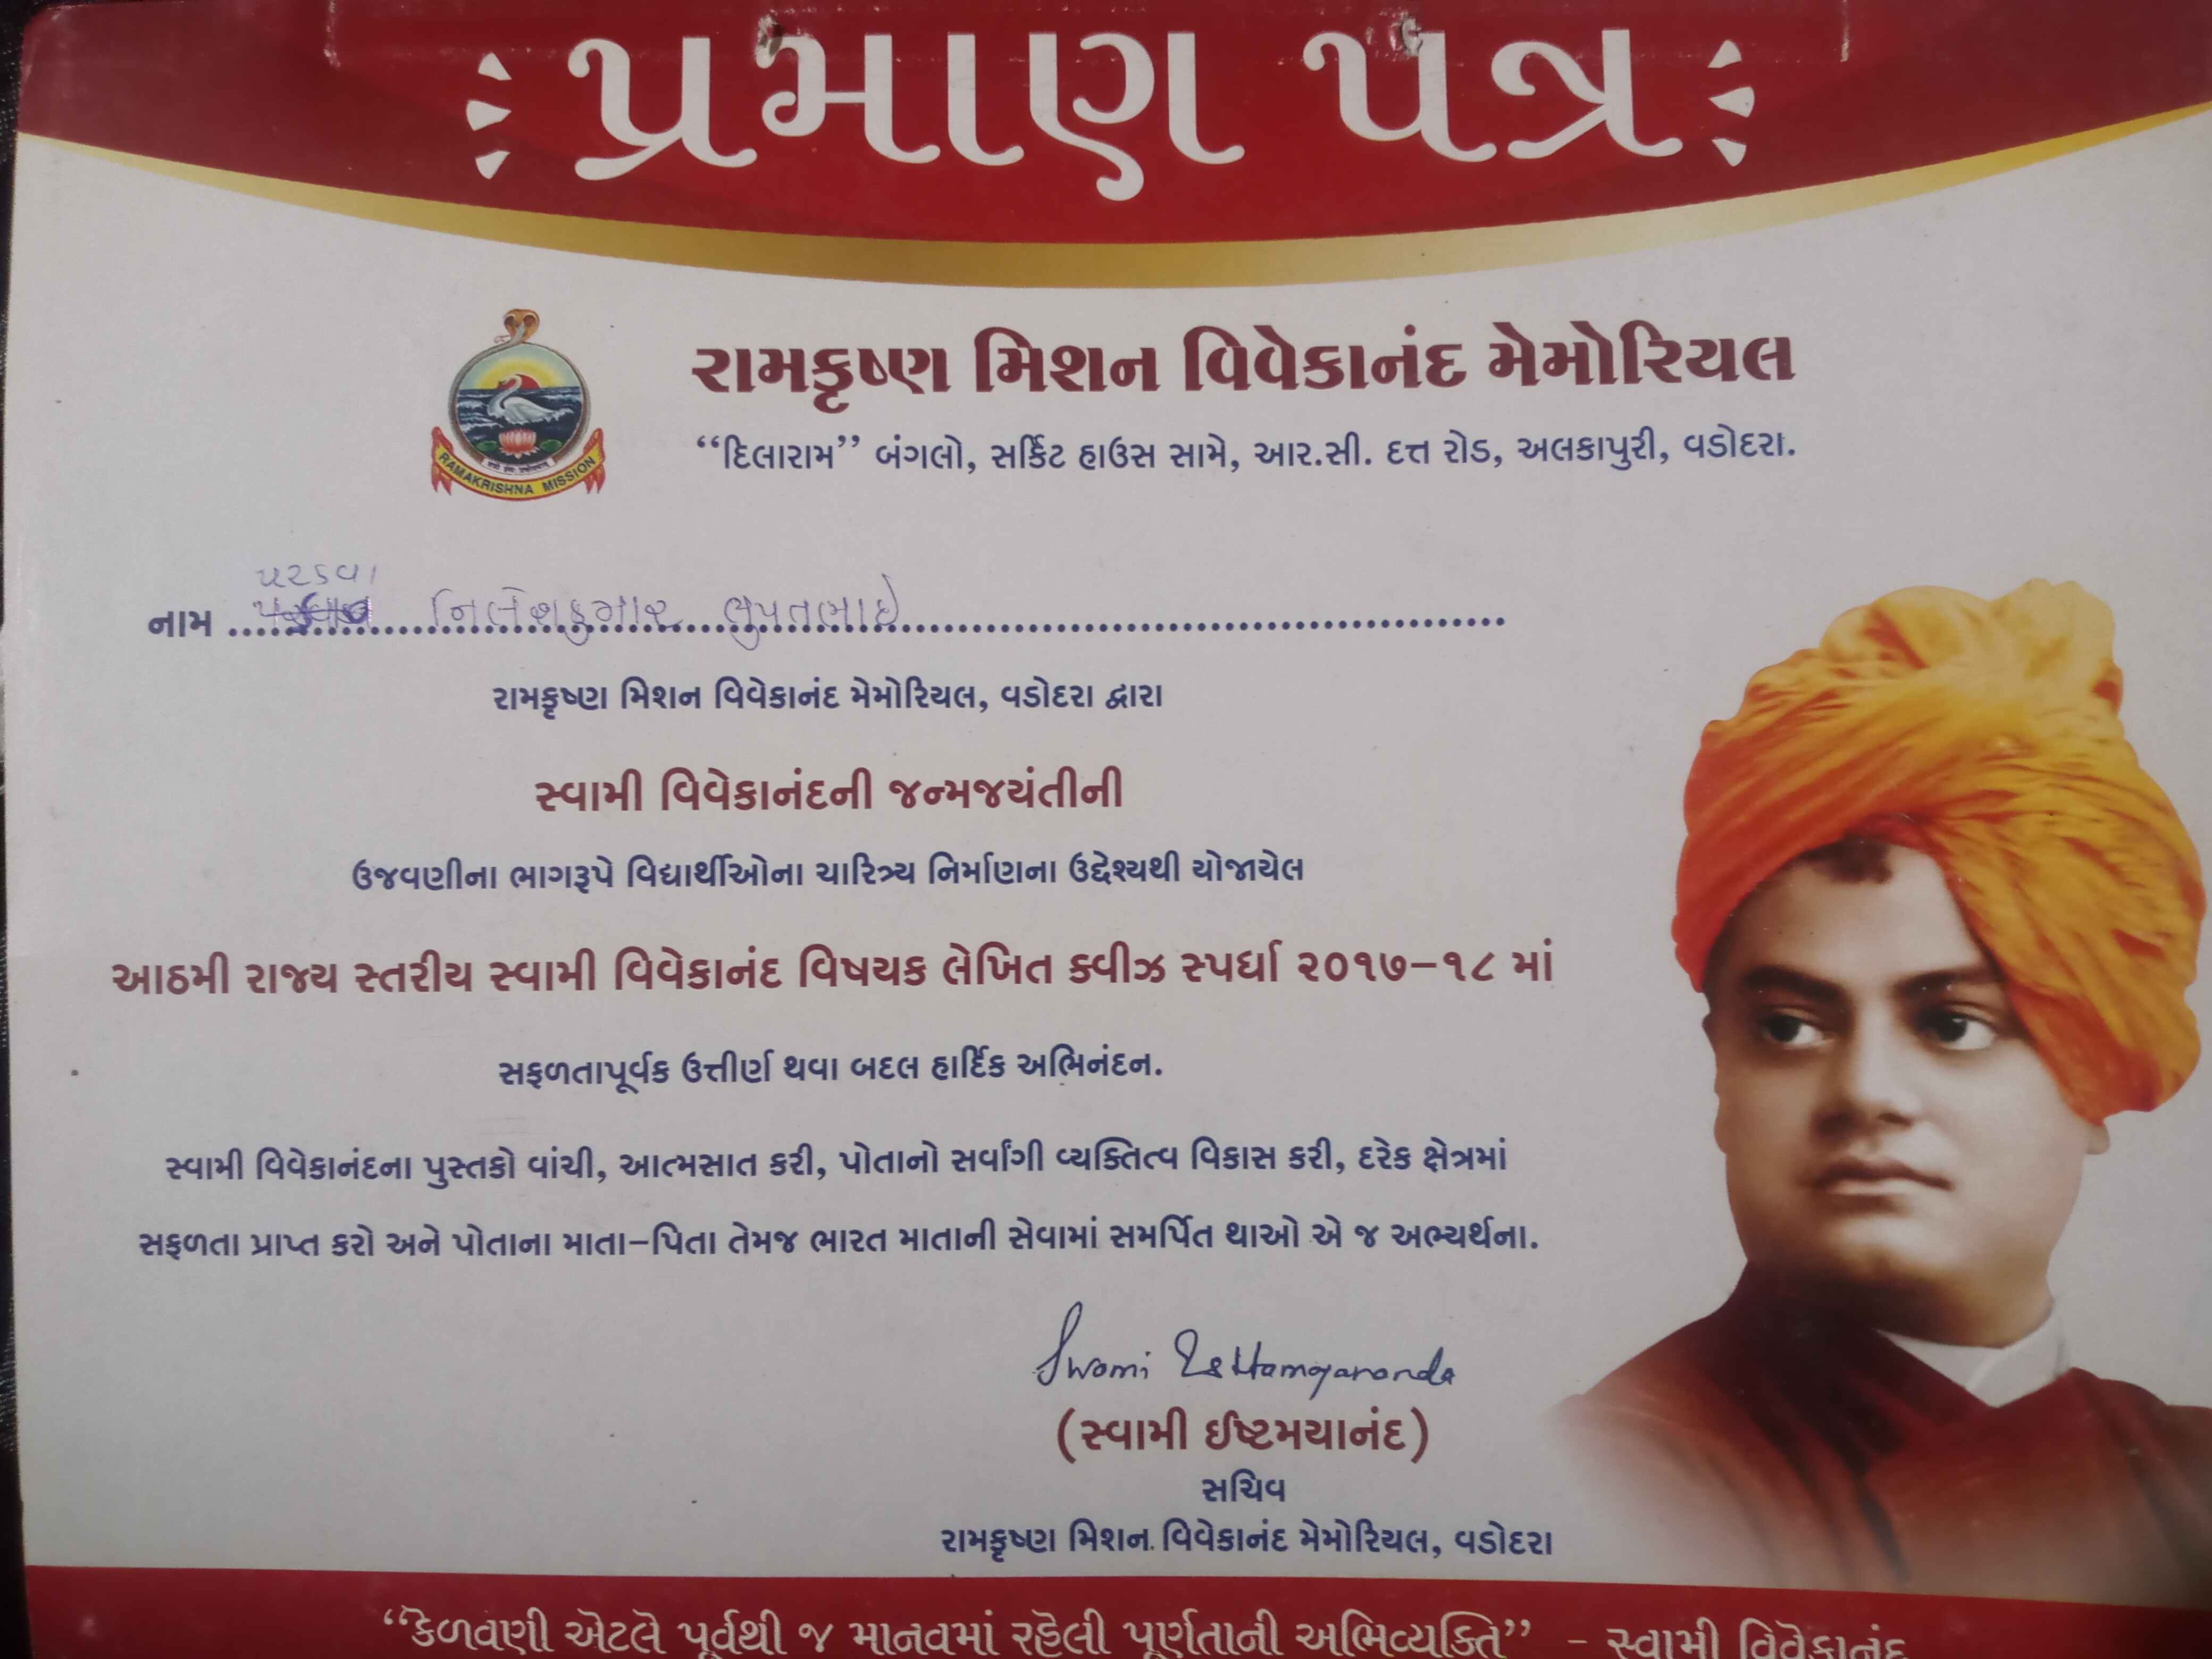 પ્રમાણ પત્ર
રામકૃષ્ણ મિશન વિવેકાનંદ મેમોરિયલ
“દિલારામ” બંગલો, સર્કિટ હાઉસ સામે, આર.સી. દત્ત રોડ, અલકાપુરી, વડોદરા.
RAMAKRISHNA MISSION
પરડવા
નામ ........ નિલેશકુમાર ભુપતભાઈ ........
રામકૃષ્ણ મિશન વિવેકાનંદ મેમોરિયલ, વડોદરા દ્વારા
સ્વામી વિવેકાનંદની જન્મજયંતીની
ઉજવણીના ભાગરૂપે વિદ્યાર્થીઓના ચારિત્ર્ય નિર્માણના ઉદ્દેશ્યથી યોજાયેલ
આઠમી રાજ્ય સ્તરીય સ્વામી વિવેકાનંદ વિષયક લેખિત ક્વીઝ સ્પર્ધા ૨૦૧૭-૧૮ માં
સફળતાપૂર્વક ઉત્તીર્ણ થવા બદલ હાર્દિક અભિનંદન.
સ્વામી વિવેકાનંદના પુસ્તકો વાંચી, આત્મસાત કરી, પોતાનો સર્વાંગી વ્યક્તિત્વ વિકાસ કરી, દરેક ક્ષેત્રમાં
સફળતા પ્રાપ્ત કરો અને પોતાના માતા-પિતા તેમજ ભારત માતાની સેવામાં સમર્પિત થાઓ એ જ અભ્યર્થના.
Swami Ishtamayananda
(સ્વામી ઈષ્ટમયાનંદ)
સચિવ
રામકૃષ્ણ મિશન વિવેકાનંદ મેમોરિયલ, વડોદરા
“કેળવણી એટલે પૂર્વથી જ માનવમાં રહેલી પૂર્ણતાની અભિવ્યક્તિ” - સ્વામી વિવેકાનંદ